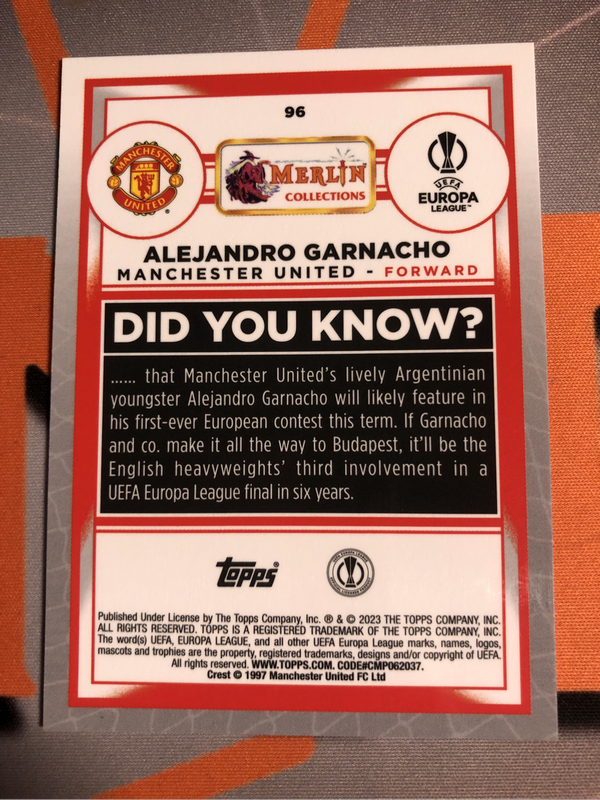 96
MANCHESTER
UNITED
®
MERLIN
COLLECTIONS
UEFA
EUROPA
LEAGUE™
ALEJANDRO GARNACHO
MANCHESTER UNITED - FORWARD
DID YOU KNOW?
...... that Manchester United's lively Argentinian
youngster Alejandro Garnacho will likely feature in
his first-ever European contest this term. If Garnacho
and co. make it all the way to Budapest, it'll be the
English heavyweights' third involvement in a
UEFA Europa League final in six years.
topps®
Published Under License by The Topps Company, Inc. ® & © 2023 THE TOPPS COMPANY, INC.
ALL RIGHTS RESERVED. TOPPS IS A REGISTERED TRADEMARK OF THE TOPPS COMPANY, INC.
The word(s) UEFA, EUROPA LEAGUE, and all other UEFA Europa League marks, names, logos,
mascots and trophies are the property, registered trademarks, designs and/or copyright of UEFA.
All rights reserved. WWW.TOPPS.COM. CODE#CMP062037.
Crest © 1997 Manchester United FC Ltd